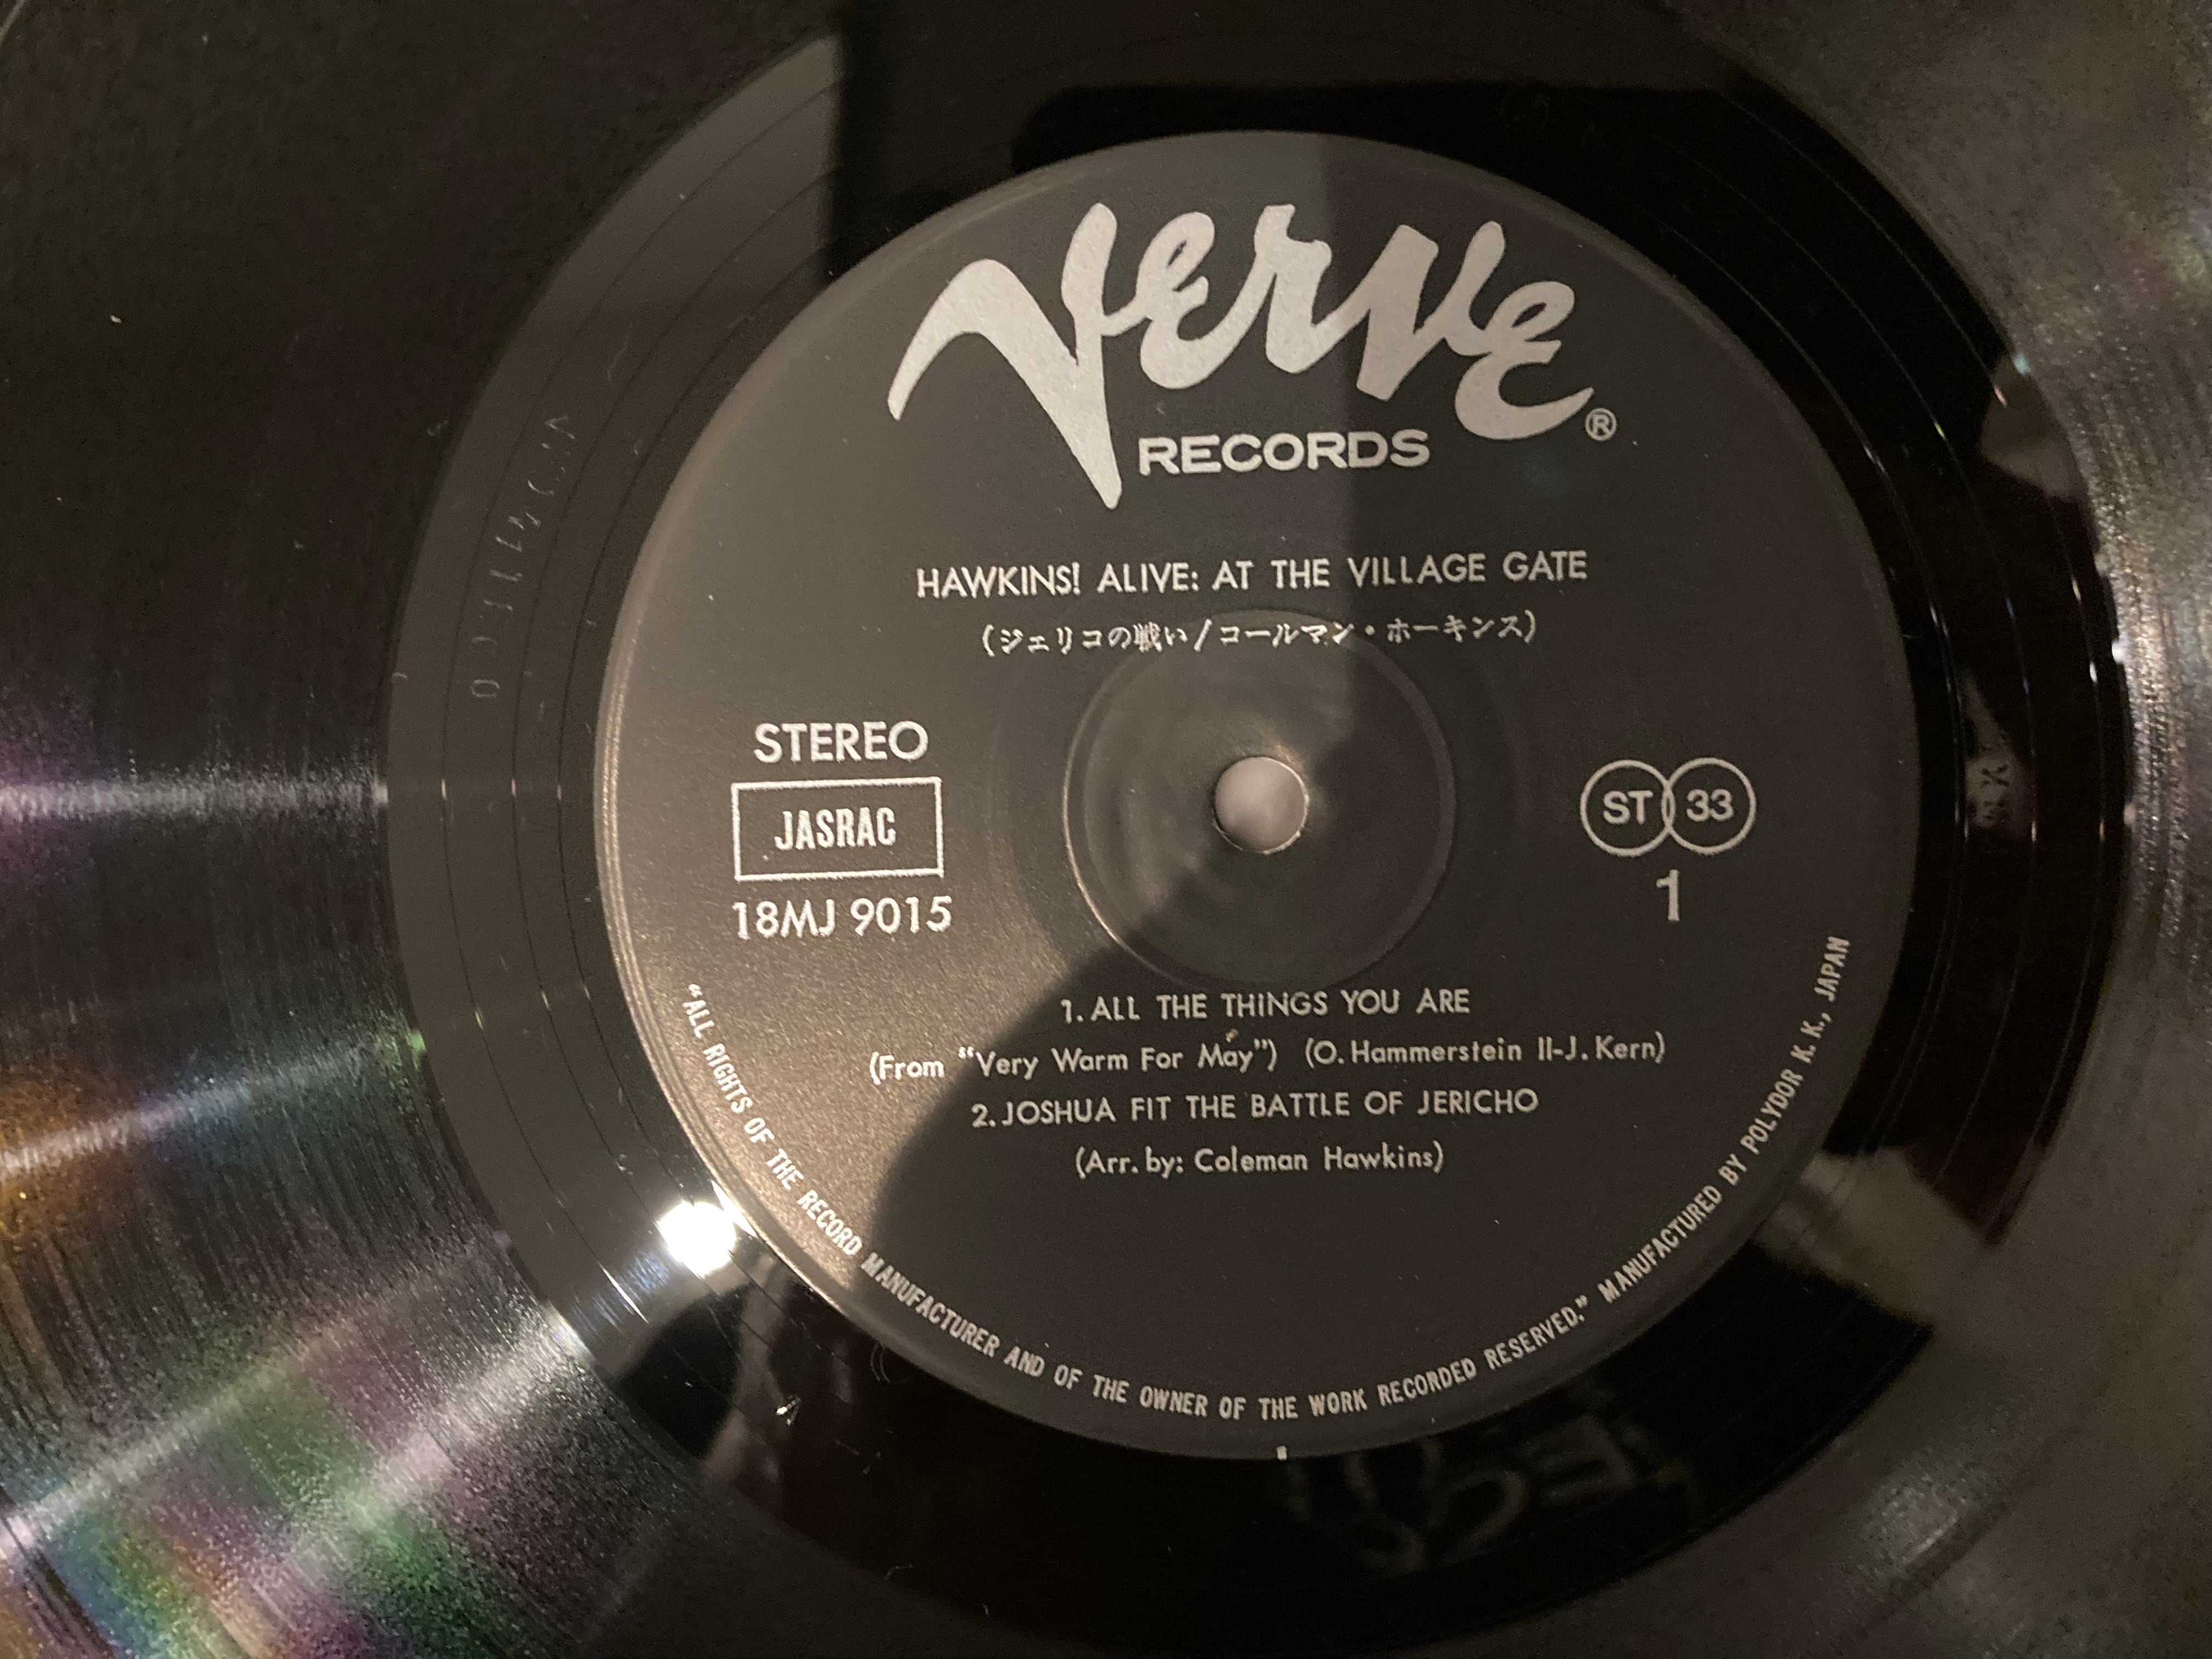 Verve
RECORDS ®
HAWKINS! ALIVE: AT THE VILLAGE GATE
(ジェリコの戦い/コールマン・ホーキンス)
STEREO
JASRAC
18MJ 9015
ST 33
1
1. ALL THE THINGS YOU ARE
(From "Very Warm For May") (O. Hammerstein II-J. Kern)
2. JOSHUA FIT THE BATTLE OF JERICHO
(Arr. by: Coleman Hawkins)
"ALL RIGHTS OF THE RECORD MANUFACTURER AND OF THE OWNER OF THE WORK RECORDED RESERVED." MANUFACTURED BY POLYDOR K. K., JAPAN